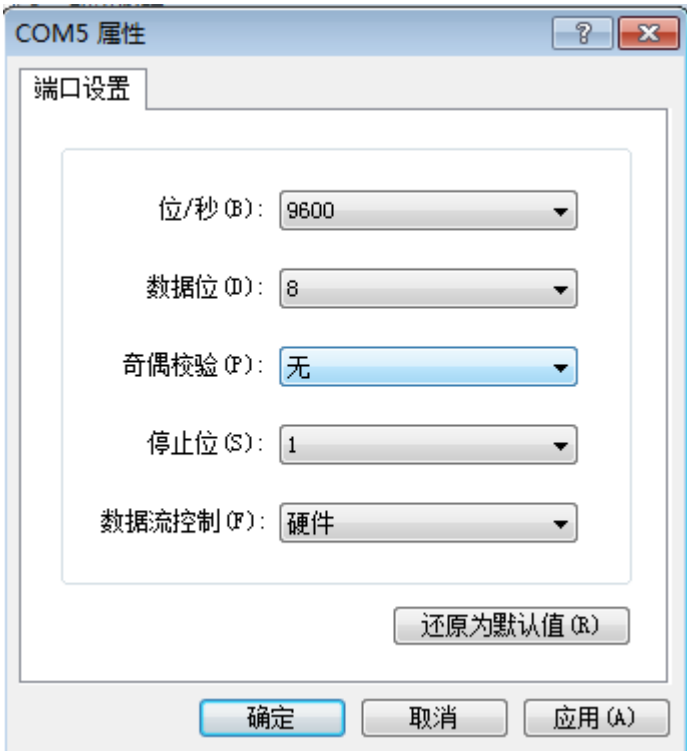 COM5 属性
端口设置
位/秒(B): 9600
数据位(D): 8
奇偶校验(P): 无
停止位(S): 1
数据流控制(F): 硬件
还原为默认值(R)
确定 取消 应用(A)